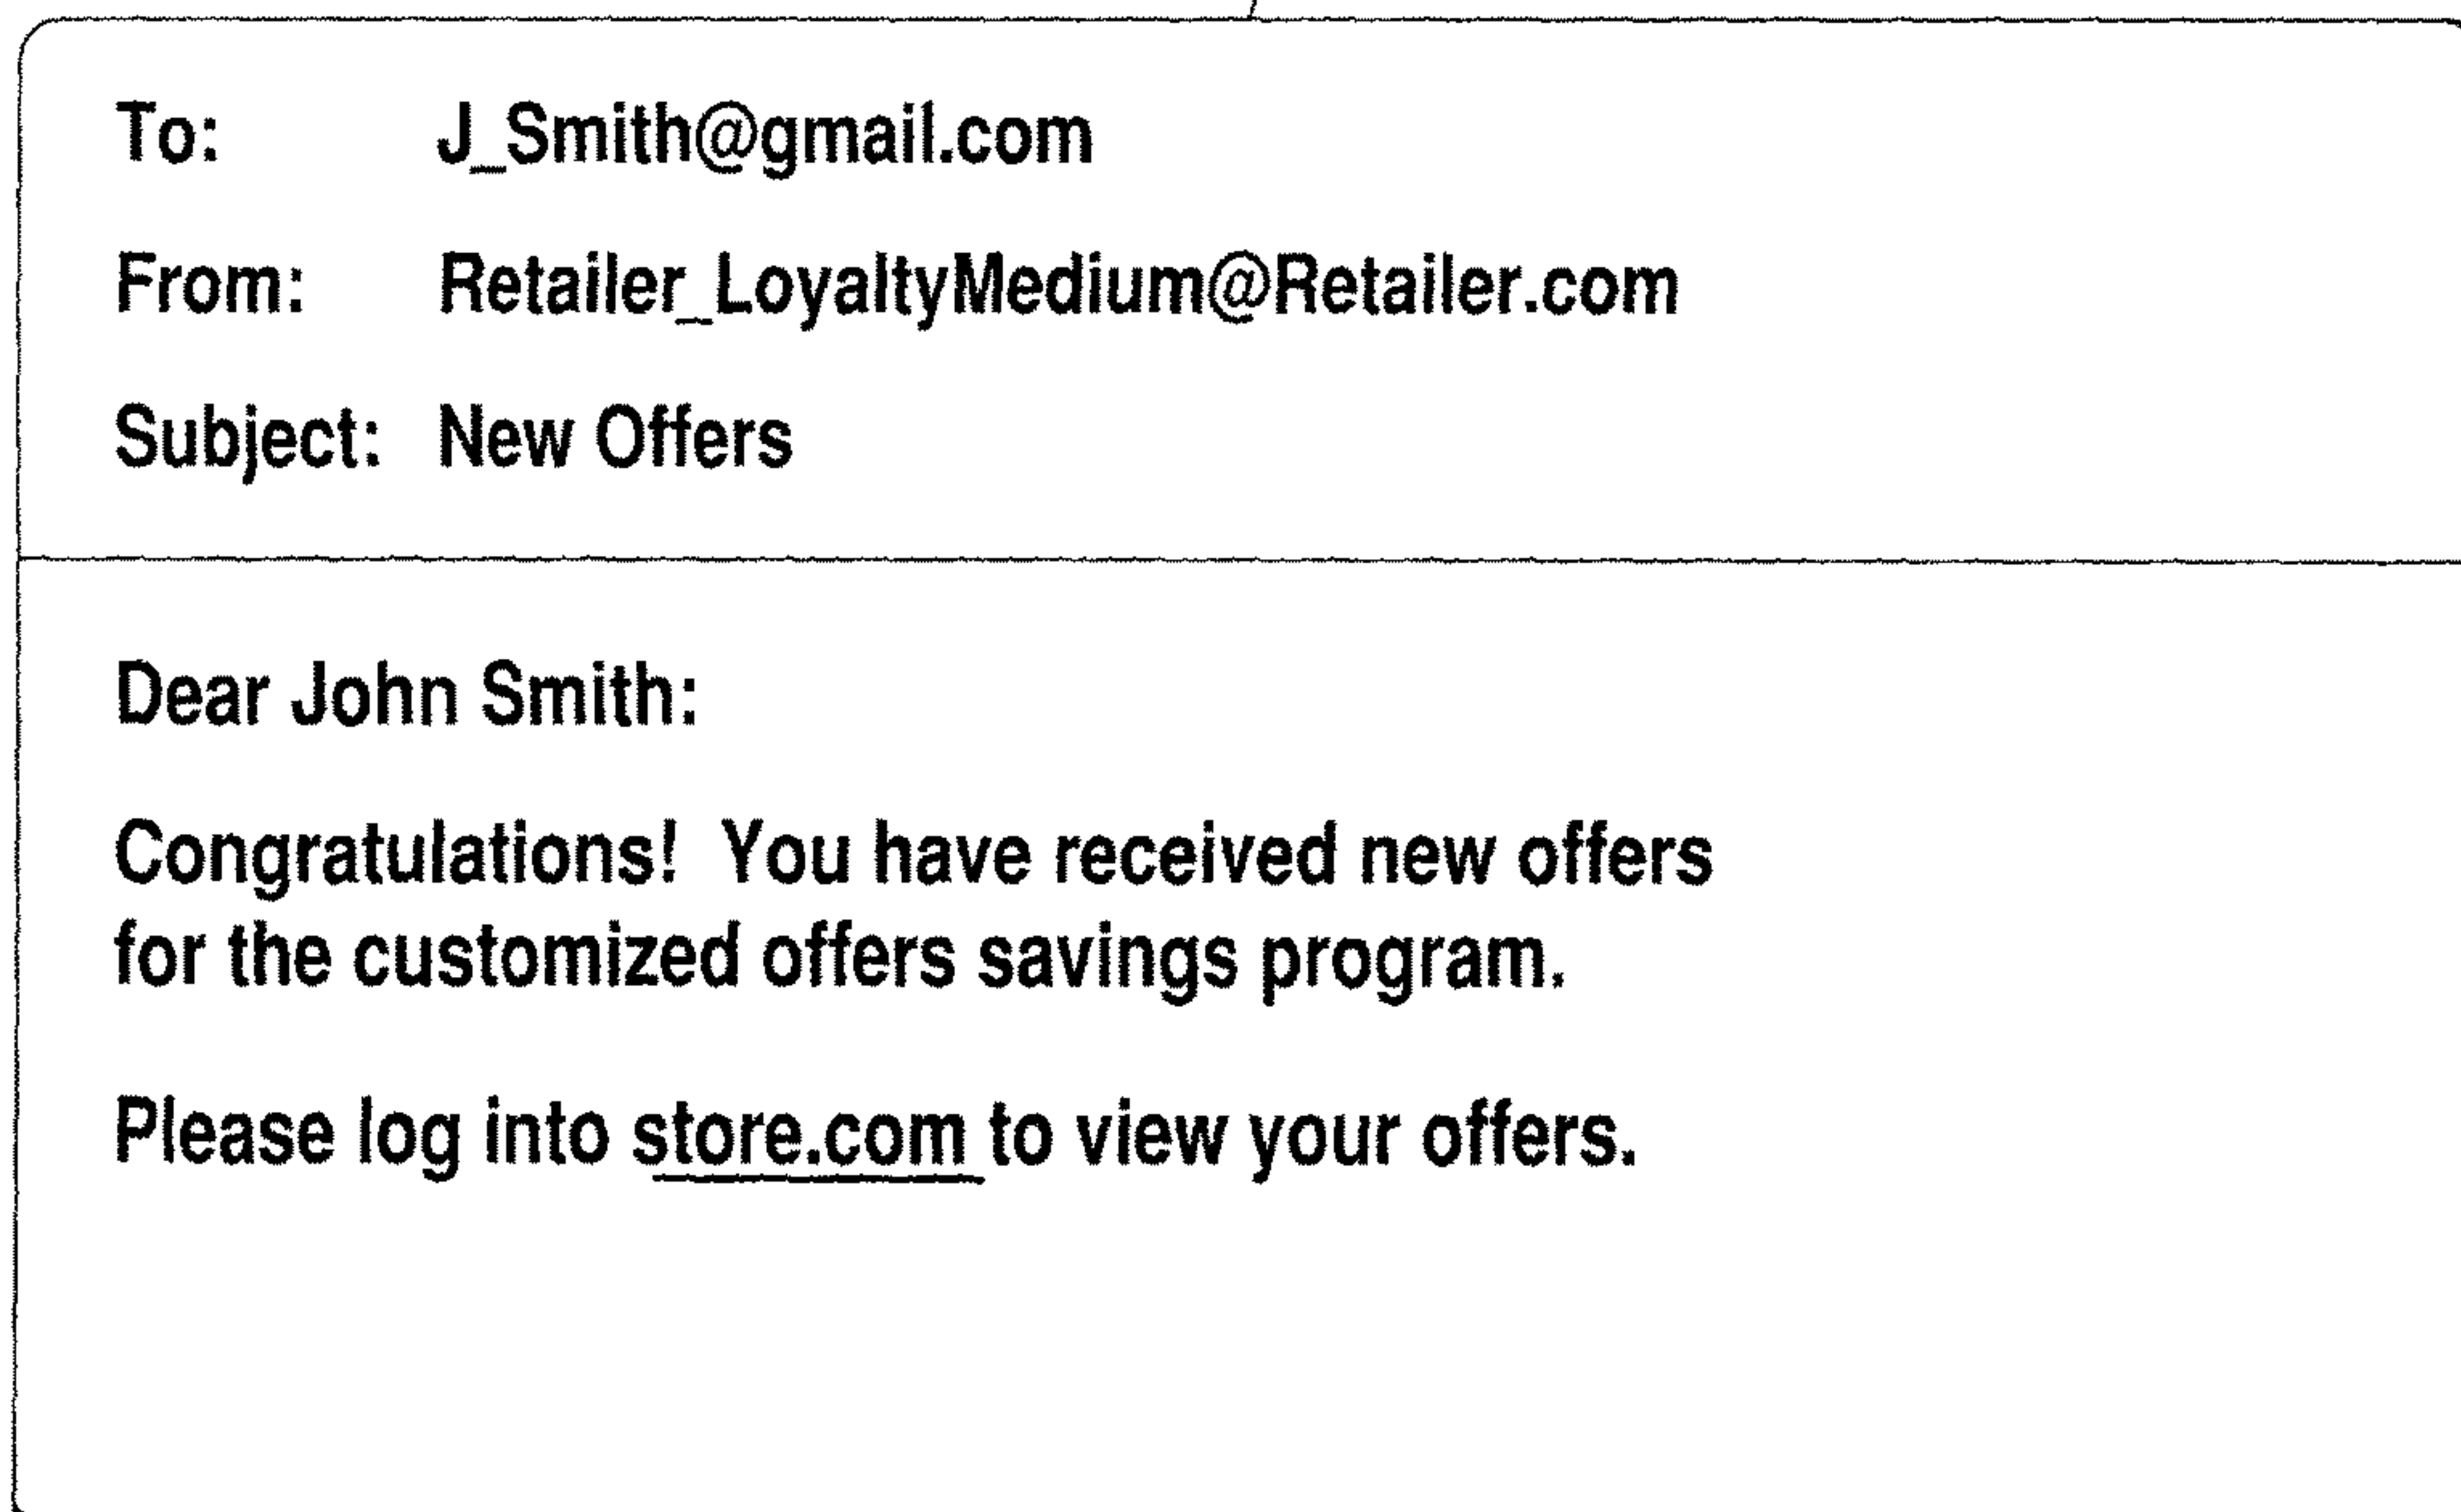 To: J_Smith@gmail.com
From: Retailer_LoyaltyMedium@Retailer.com
Subject: New Offers
Dear John Smith:
Congratulations! You have received new offers
for the customized offers savings program.
Please log into store.com to view your offers.